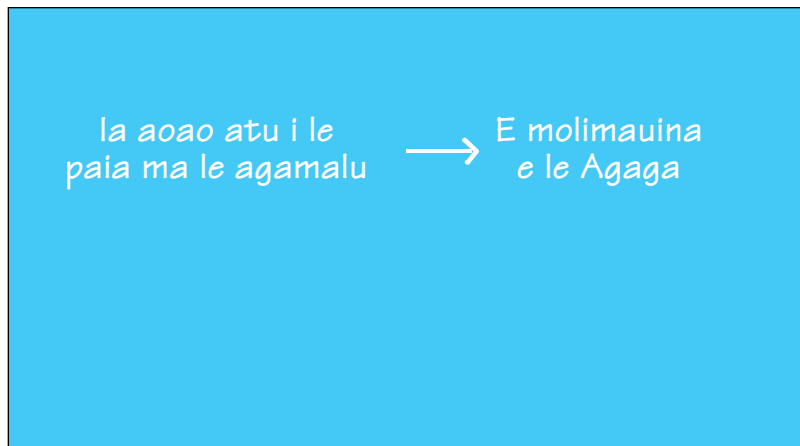 Ia aoao atu i le
paia ma le agamalu
E molimauina
e le Agaga